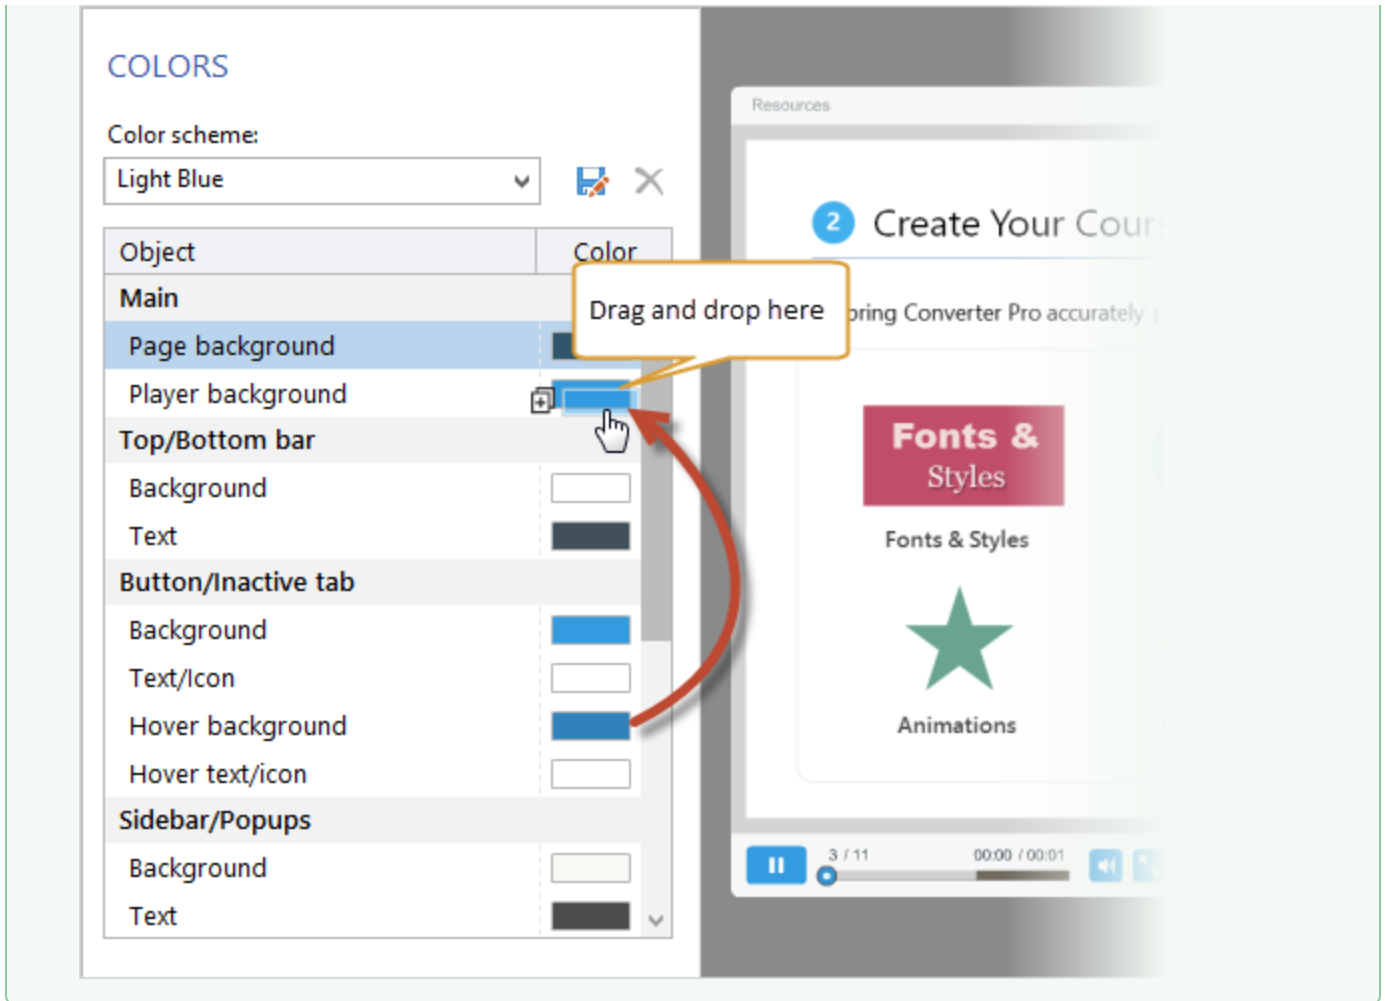 COLORS
Color scheme:
Light Blue
Object
Color
Main
Page background
Player background
Top/Bottom bar
Background
Text
Button/Inactive tab
Background
Text/Icon
Hover background
Hover text/icon
Sidebar/Popups
Background
Text
Drag and drop here
Resources
2 Create Your Cour
pring Converter Pro accurately p
Fonts &
Styles
Fonts & Styles
Animations
3 / 11
00:00 / 00:01